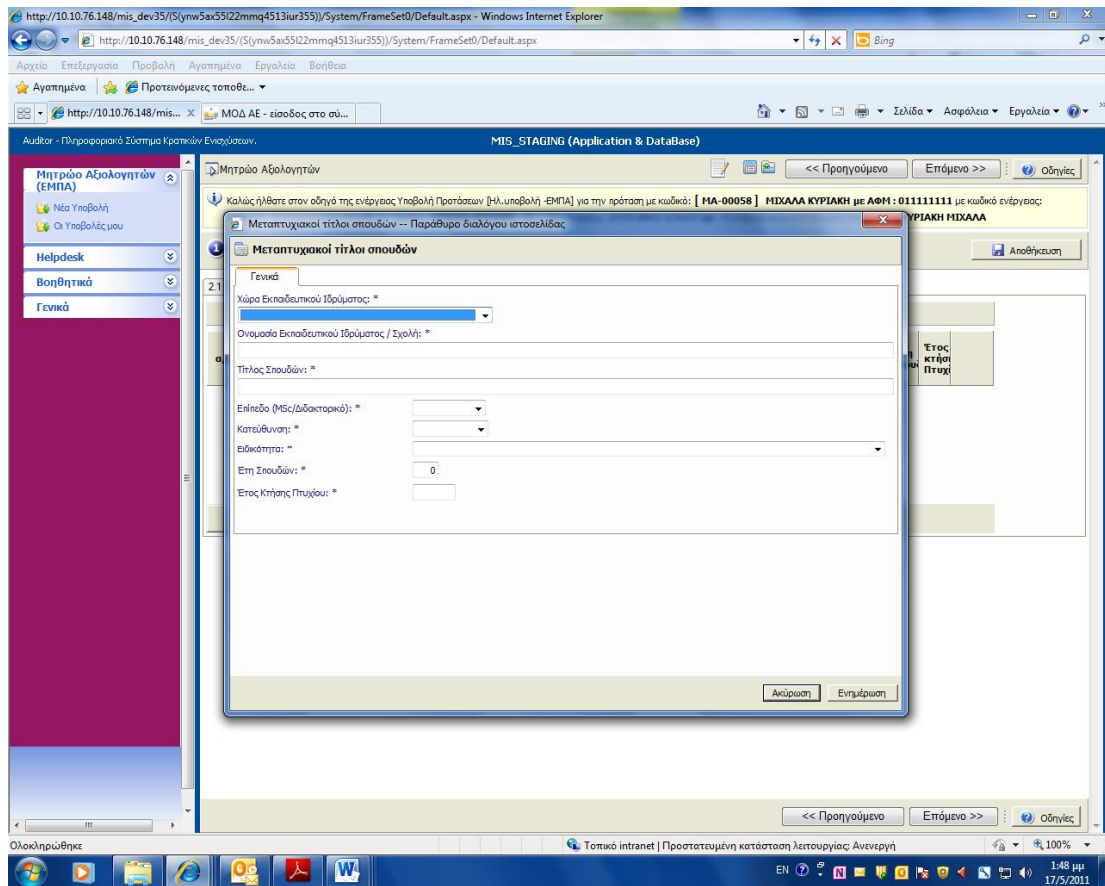 http://10.10.76.148/mis_dev35/(S(ynw5ax55l22mmq4513iur355))/System/FrameSet0/Default.aspx - Windows Internet Explorer
http://10.10.76.148/mis_dev35/(S(ynw5ax55l22mmq4513iur355))/System/FrameSet0/Default.aspx
Bing
Αρχείο Επεξεργασία Προβολή Αγαπημένα Εργαλεία Βοήθεια
Αγαπημένα Προτεινόμενες τοποθε...
http://10.10.76.148/mis... ΜΟΔ ΑΕ - είσοδος στο σύ... Σελίδα Ασφάλεια Εργαλεία
Auditor - Πληροφοριακό Σύστημα Κρατικών Ενισχύσεων. MIS_STAGING (Application & DataBase)
Μητρώο Αξιολογητών (ΕΜΠΑ)
Νέα Υποβολή
Οι Υποβολές μου
Helpdesk
Βοηθητικά
Γενικά
Μητρώο Αξιολογητών << Προηγούμενο Επόμενο >> Οδηγίες
Καλώς ήλθατε στον οδηγό της ενέργειας Υποβολή Προτάσεων [Ηλ.υποβολή -ΕΜΠΑ] για την πρόταση με κωδικό: [ ΜΑ-00058 ] ΜΙΧΑΛΑ ΚΥΡΙΑΚΗ με ΑΦΜ : 011111111 με κωδικό ενέργειας:
ΥΡΙΑΚΗ ΜΙΧΑΛΑ
1 Αποθήκευση
2.1
Έτος
κτήσ
Πτυχί
Μεταπτυχιακοί τίτλοι σπουδών -- Παράθυρο διαλόγου ιστοσελίδας
Μεταπτυχιακοί τίτλοι σπουδών
Γενικά
Χώρα Εκπαιδευτικού Ιδρύματος: *
Ονομασία Εκπαιδευτικού Ιδρύματος / Σχολή: *
Τίτλος Σπουδών: *
Επίπεδο (MSc/Διδακτορικό): *
Κατεύθυνση: *
Ειδικότητα: *
Έτη Σπουδών: * 0
Έτος Κτήσης Πτυχίου: *
Ακύρωση Ενημέρωση
<< Προηγούμενο Επόμενο >> Οδηγίες
Ολοκληρώθηκε Τοπικό intranet | Προστατευμένη κατάσταση λειτουργίας: Ανενεργή 100%
EN 1:48 μμ
17/5/2011